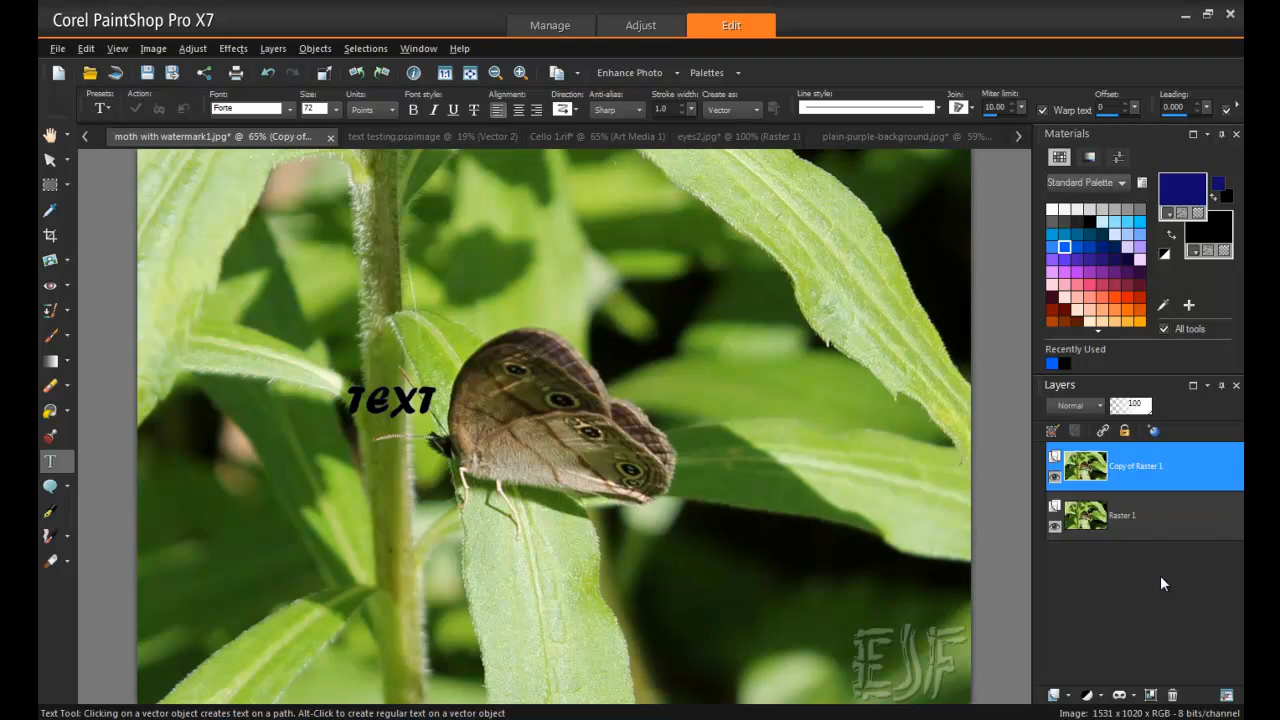 Corel PaintShop Pro X7
Manage Adjust Edit
File Edit View Image Adjust Effects Layers Objects Selections Window Help
Enhance Photo Palettes
Presets: Action: Font: Size: Units: Alignment: Direction: Anti-alias: Stroke width: Create as: Line style: Join: Miter limit: Offset: Leading:
T Forte 72 Points B I U T Sharp 1.0 Vector 10.00 Warp text 0 0.000
moth with watermark1.jpg* @ 65% (Copy of... text testing.pspimage @ 19% (Vector 2) Cello 1.rif* @ 65% (Art Media 1) eyes2.jpg* @ 100% (Raster 1) plain-purple-background.jpg* @ 59%...
Materials
Standard Palette
All tools
Recently Used
Layers
Normal 100
Copy of Raster 1
Raster 1
TEXT
ESF
Text Tool: Clicking on a vector object creates text on a path. Alt-Click to create regular text on a vector object
Image: 1531 x 1020 x RGB - 8 bits/channel